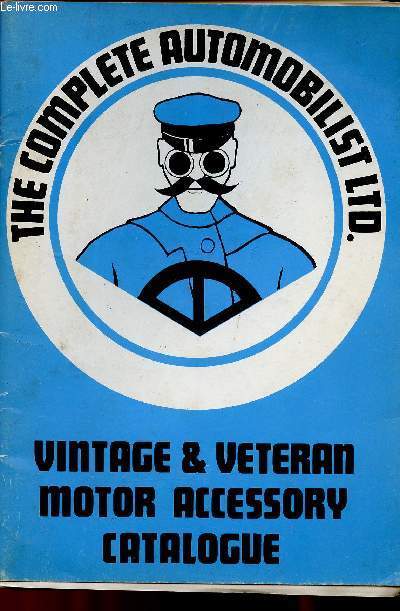 Le-livre.com
THE COMPLETE AUTOMOBILIST LTD.
VINTAGE & VETERAN
MOTOR ACCESSORY
CATALOGUE